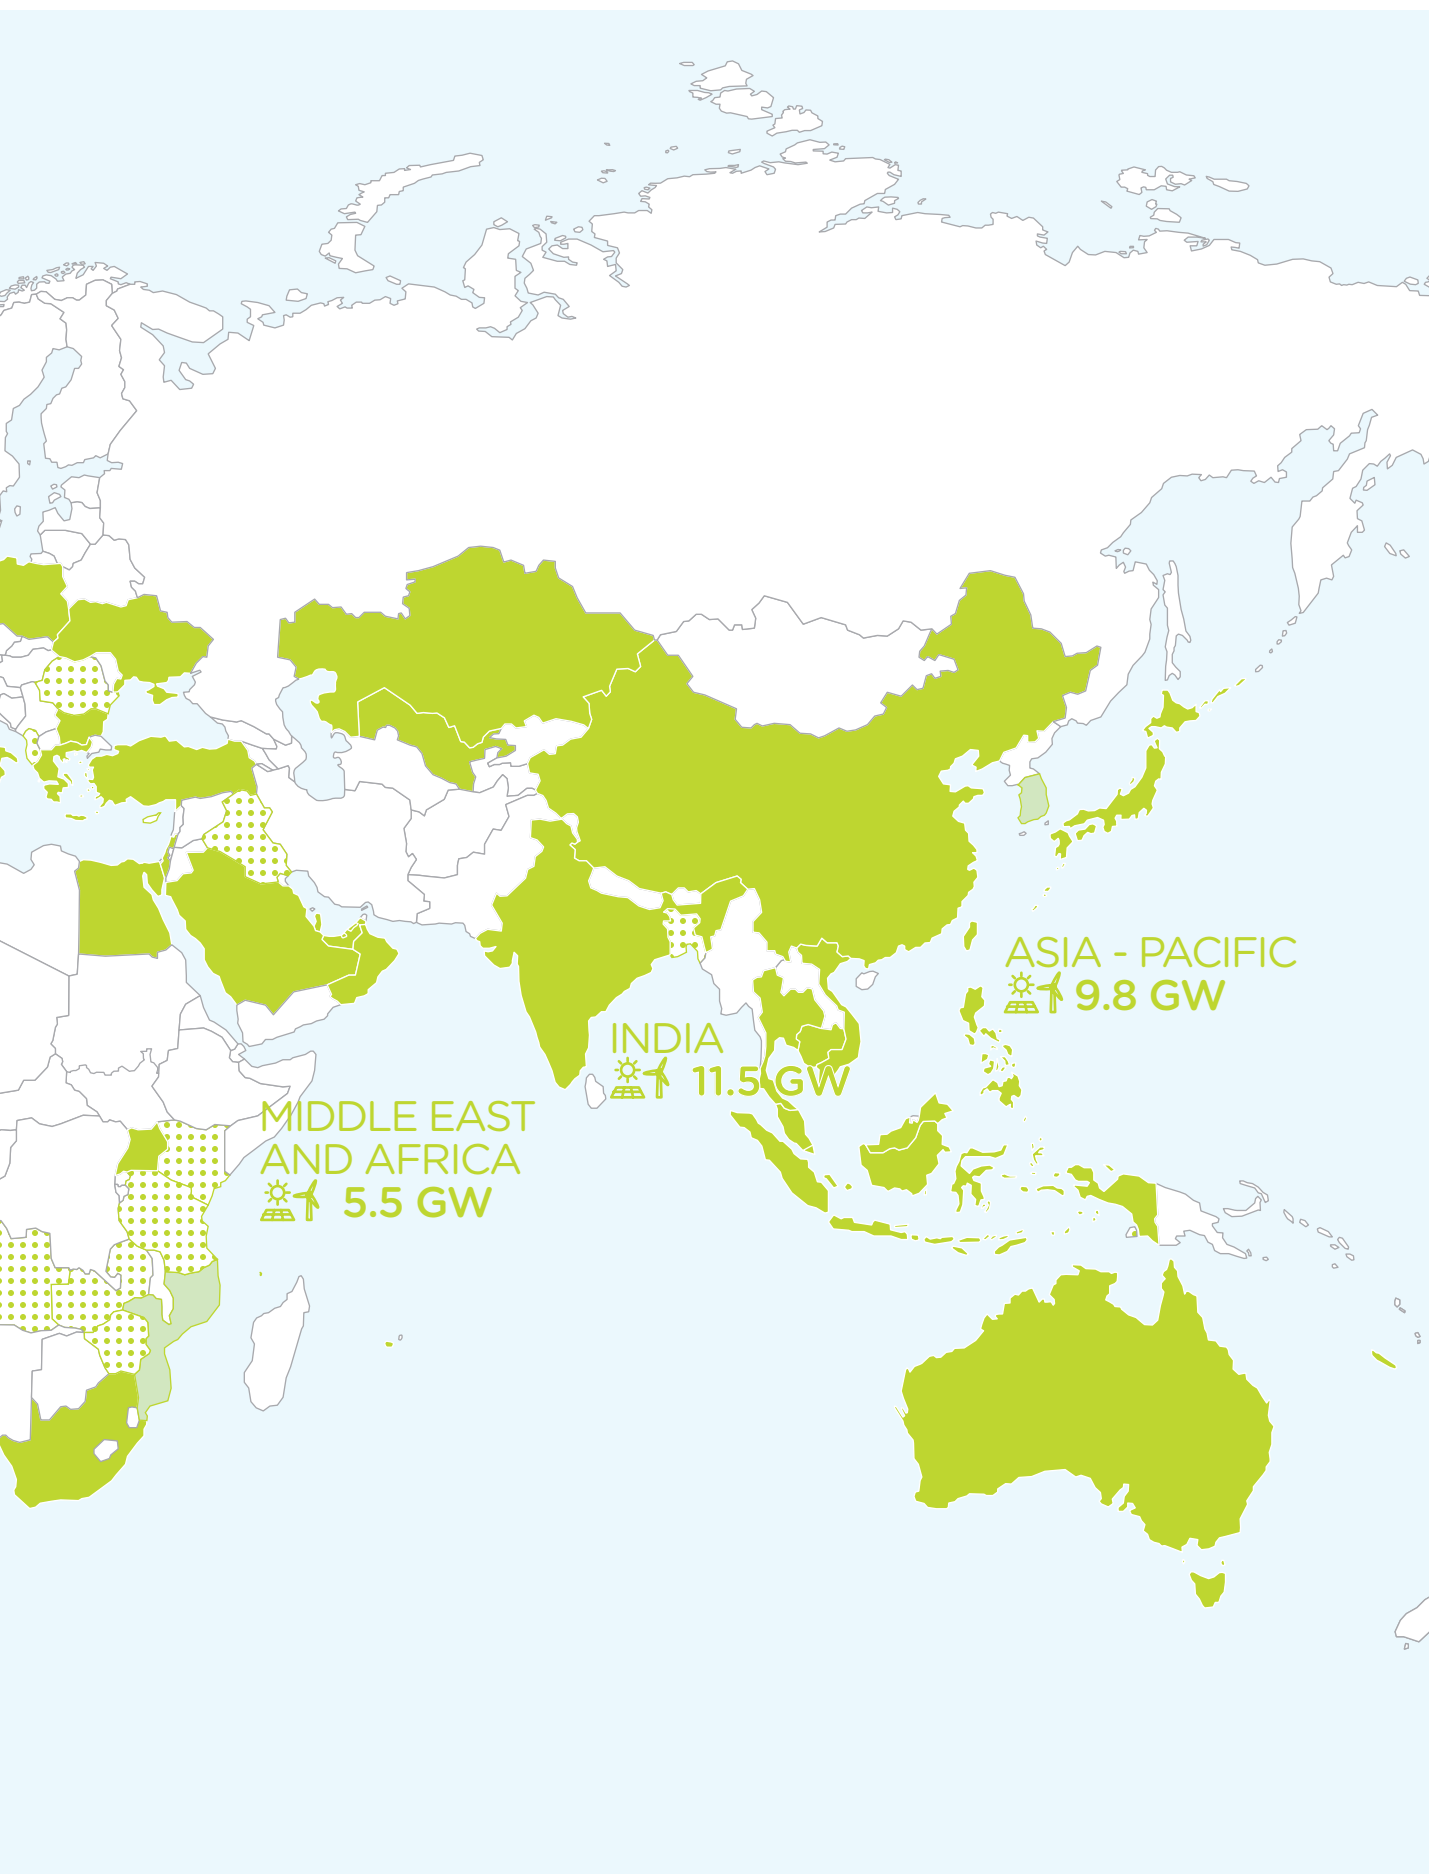 ASIA - PACIFIC
9.8 GW
INDIA
11.5 GW
MIDDLE EAST
AND AFRICA
5.5 GW